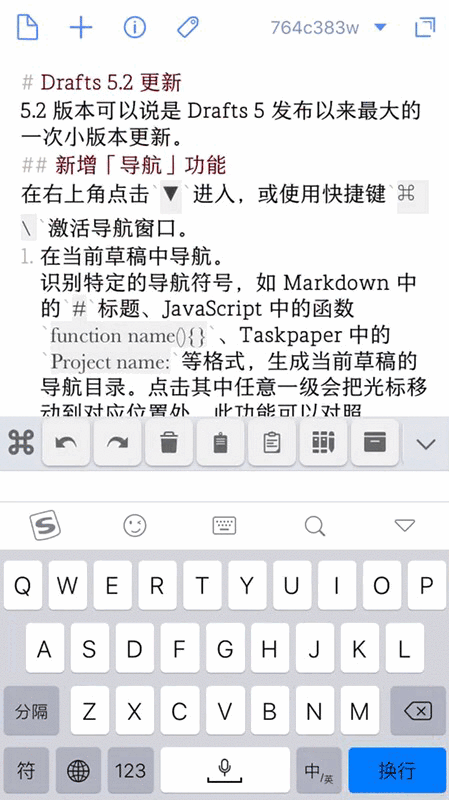 764c383w
# Drafts 5.2 更新
5.2 版本可以说是 Drafts 5 发布以来最大的
一次小版本更新。
## 新增「导航」功能
在右上角点击`▼`进入，或使用快捷键`⌘
\`激活导航窗口。
1. 在当前草稿中导航。
识别特定的导航符号，如 Markdown 中
的`#`标题、JavaScript 中的函数
`function name(){}`、Taskpaper 中的
`Project name:`等格式，生成当前草稿的
导航目录。点击其中任意一级会把光标移
动到对应位置处，此功能可以对照
⌘
S
Q W E R T Y U I O P
A S D F G H J K L
分隔 Z X C V B N M
符 123 中/英 换行